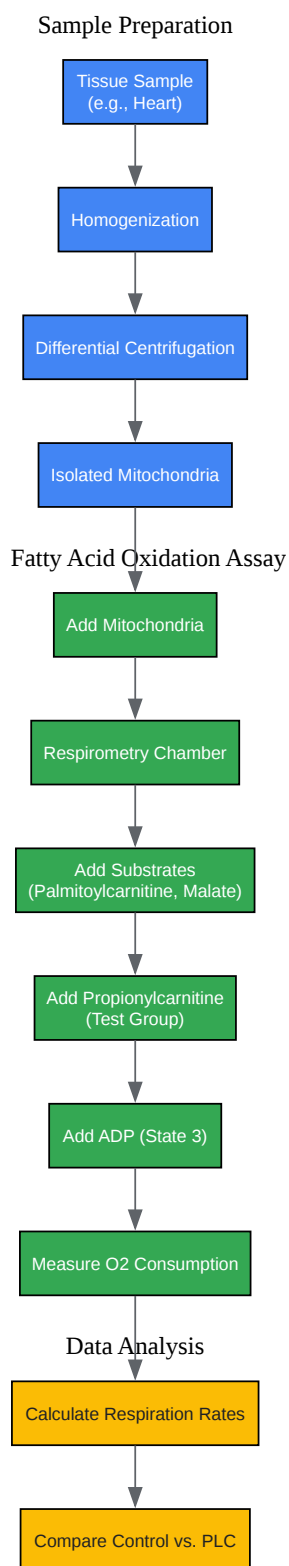 Sample Preparation
Tissue Sample
(e.g., Heart)
Homogenization
Differential Centrifugation
Isolated Mitochondria
Fatty Acid Oxidation Assay
Add Mitochondria
Respirometry Chamber
Add Substrates
(Palmitoylcarnitine, Malate)
Add Propionylcarnitine
(Test Group)
Add ADP (State 3)
Measure O2 Consumption
Data Analysis
Calculate Respiration Rates
Compare Control vs. PLC